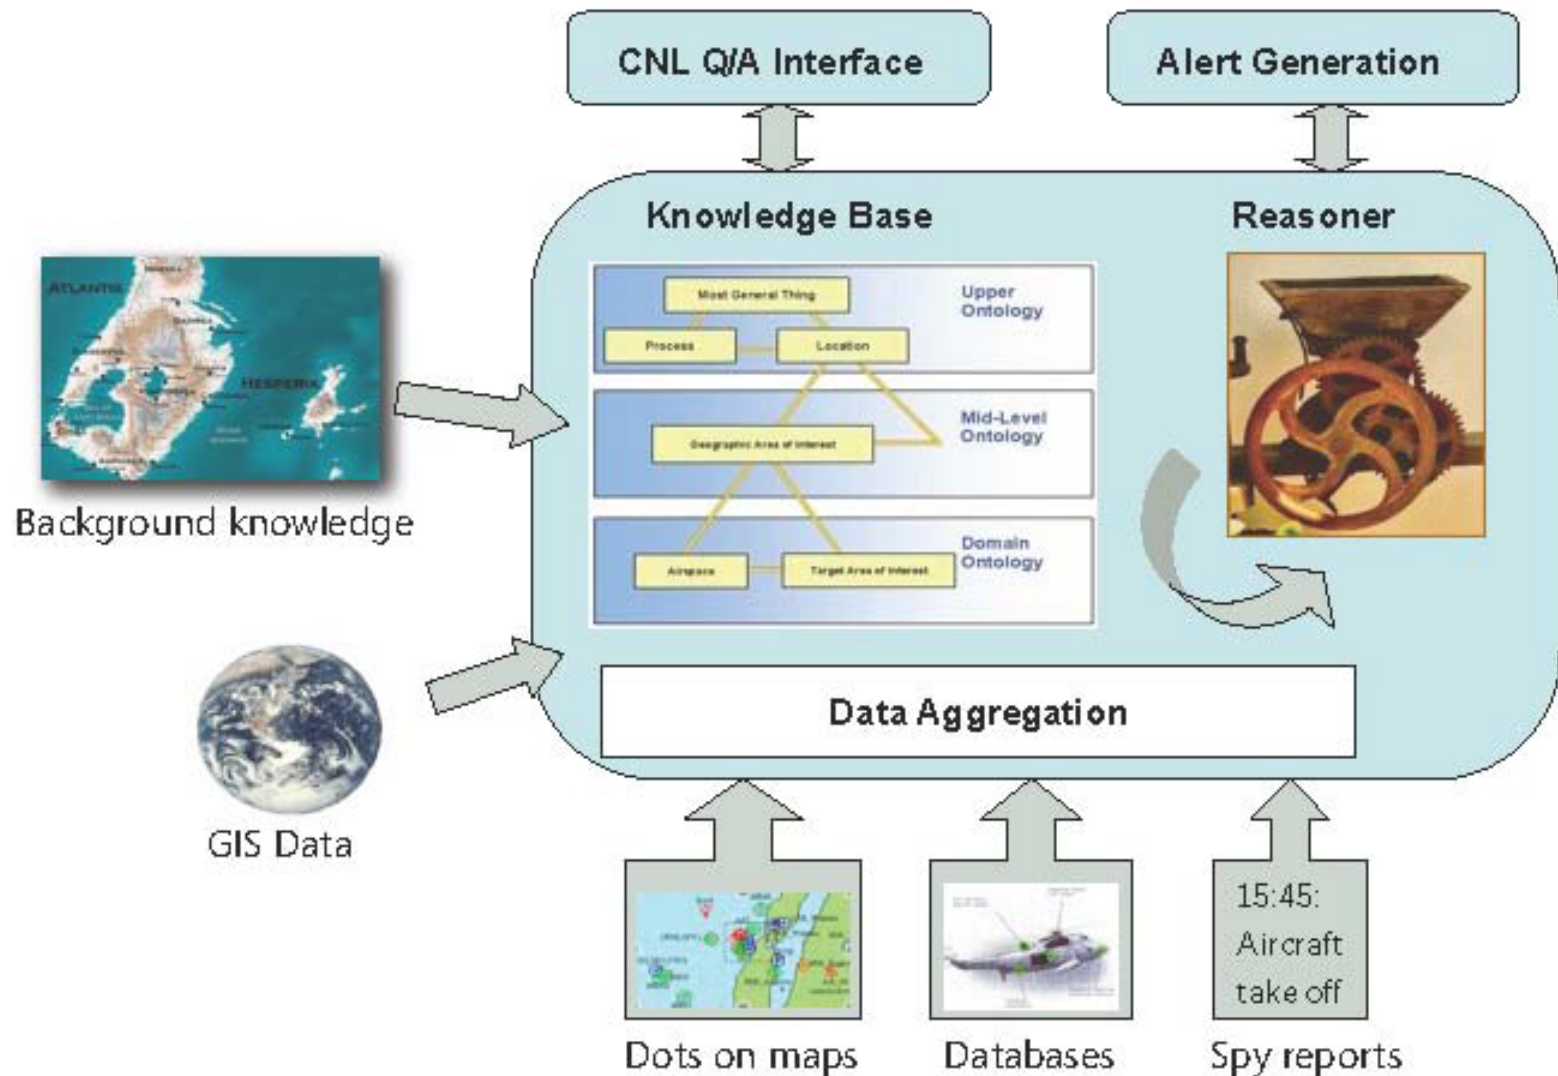 CNL Q/A Interface
Alert Generation
Knowledge Base
Reasoner
Most General Thing
Process
Location
Upper
Ontology
Geographic Area of Interest
Mid-Level
Ontology
Airspace
Target Area of Interest
Domain
Ontology
ATLANTIS
HESPERIA
Background knowledge
GIS Data
Data Aggregation
15:45:
Aircraft
take off
Dots on maps
Databases
Spy reports